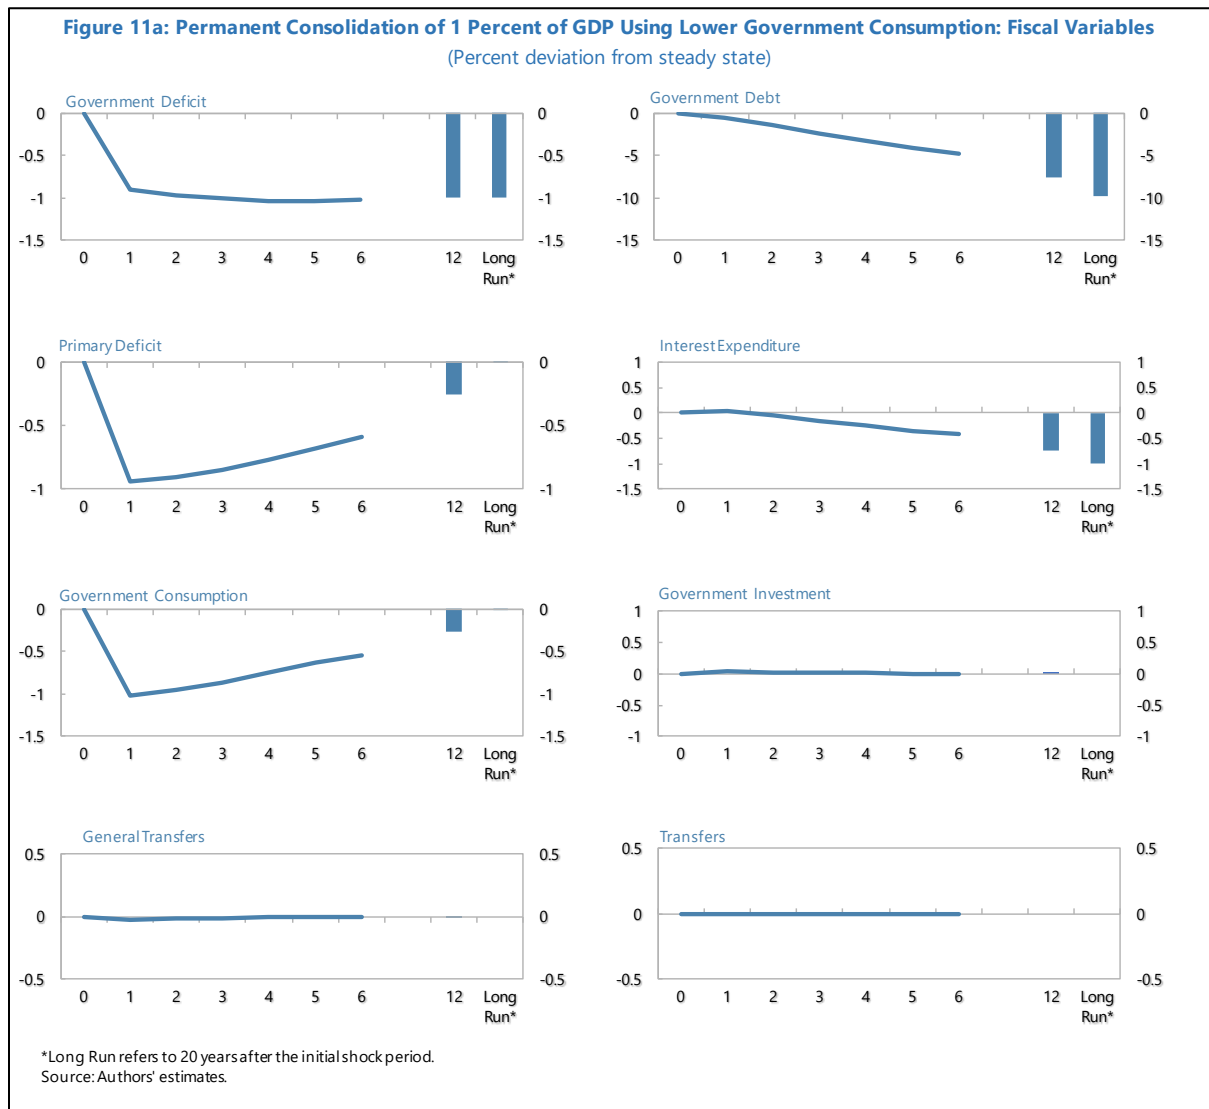 Figure 11a: Permanent Consolidation of 1 Percent of GDP Using Lower Government Consumption: Fiscal Variables
(Percent deviation from steady state)
Government Deficit
0
-0.5
-1
-1.5
0
-0.5
-1
-1.5
0 1 2 3 4 5 6 12 Long
Run*
Government Debt
0
-5
-10
-15
0
-5
-10
-15
0 1 2 3 4 5 6 12 Long
Run*
Primary Deficit
0
-0.5
-1
0
-0.5
-1
0 1 2 3 4 5 6 12 Long
Run*
Interest Expenditure
1
0.5
0
-0.5
-1
-1.5
1
0.5
0
-0.5
-1
-1.5
0 1 2 3 4 5 6 12 Long
Run*
Government Consumption
0
-0.5
-1
-1.5
0
-0.5
-1
-1.5
0 1 2 3 4 5 6 12 Long
Run*
Government Investment
1
0.5
0
-0.5
-1
1
0.5
0
-0.5
-1
0 1 2 3 4 5 6 12 Long
Run*
General Transfers
0.5
0
-0.5
0.5
0
-0.5
0 1 2 3 4 5 6 12 Long
Run*
Transfers
0.5
0
-0.5
0.5
0
-0.5
0 1 2 3 4 5 6 12 Long
Run*
*Long Run refers to 20 years after the initial shock period.
Source: Authors' estimates.